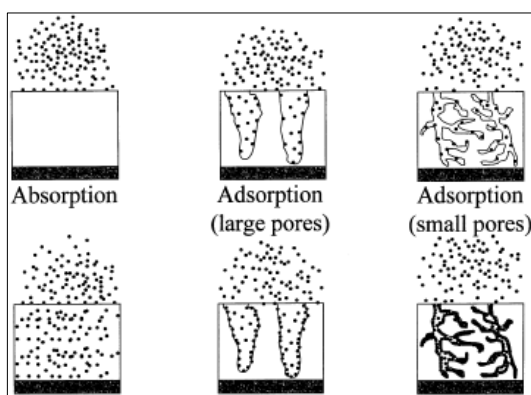 Absorption
Adsorption
(large pores)
Adsorption
(small pores)